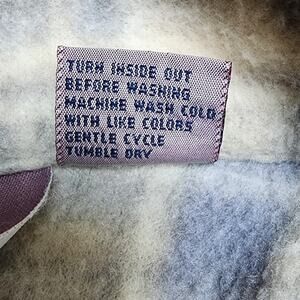 TURN INSIDE OUT
BEFORE WASHING
MACHINE WASH COLD
WITH LIKE COLORS
GENTLE CYCLE
TUMBLE DRY